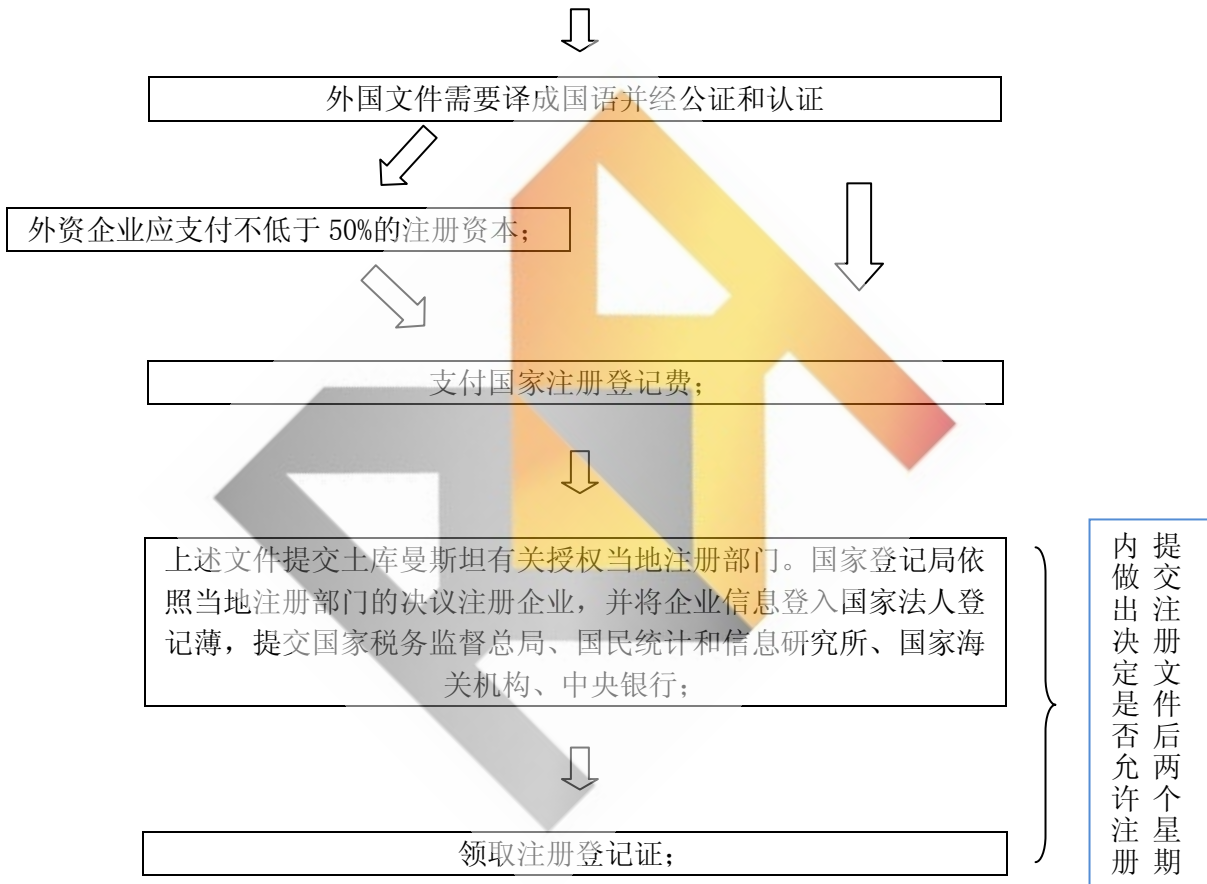 外国文件需要译成国语并经公证和认证
外资企业应支付不低于 50%的注册资本；
支付国家注册登记费；
上述文件提交土库曼斯坦有关授权当地注册部门。国家登记局依
照当地注册部门的决议注册企业，并将企业信息登入国家法人登
记薄，提交国家税务监督总局、国民统计和信息研究所、国家海
关机构、中央银行；
提交注册文件后两个星期
内做出决定是否允许注册
领取注册登记证；